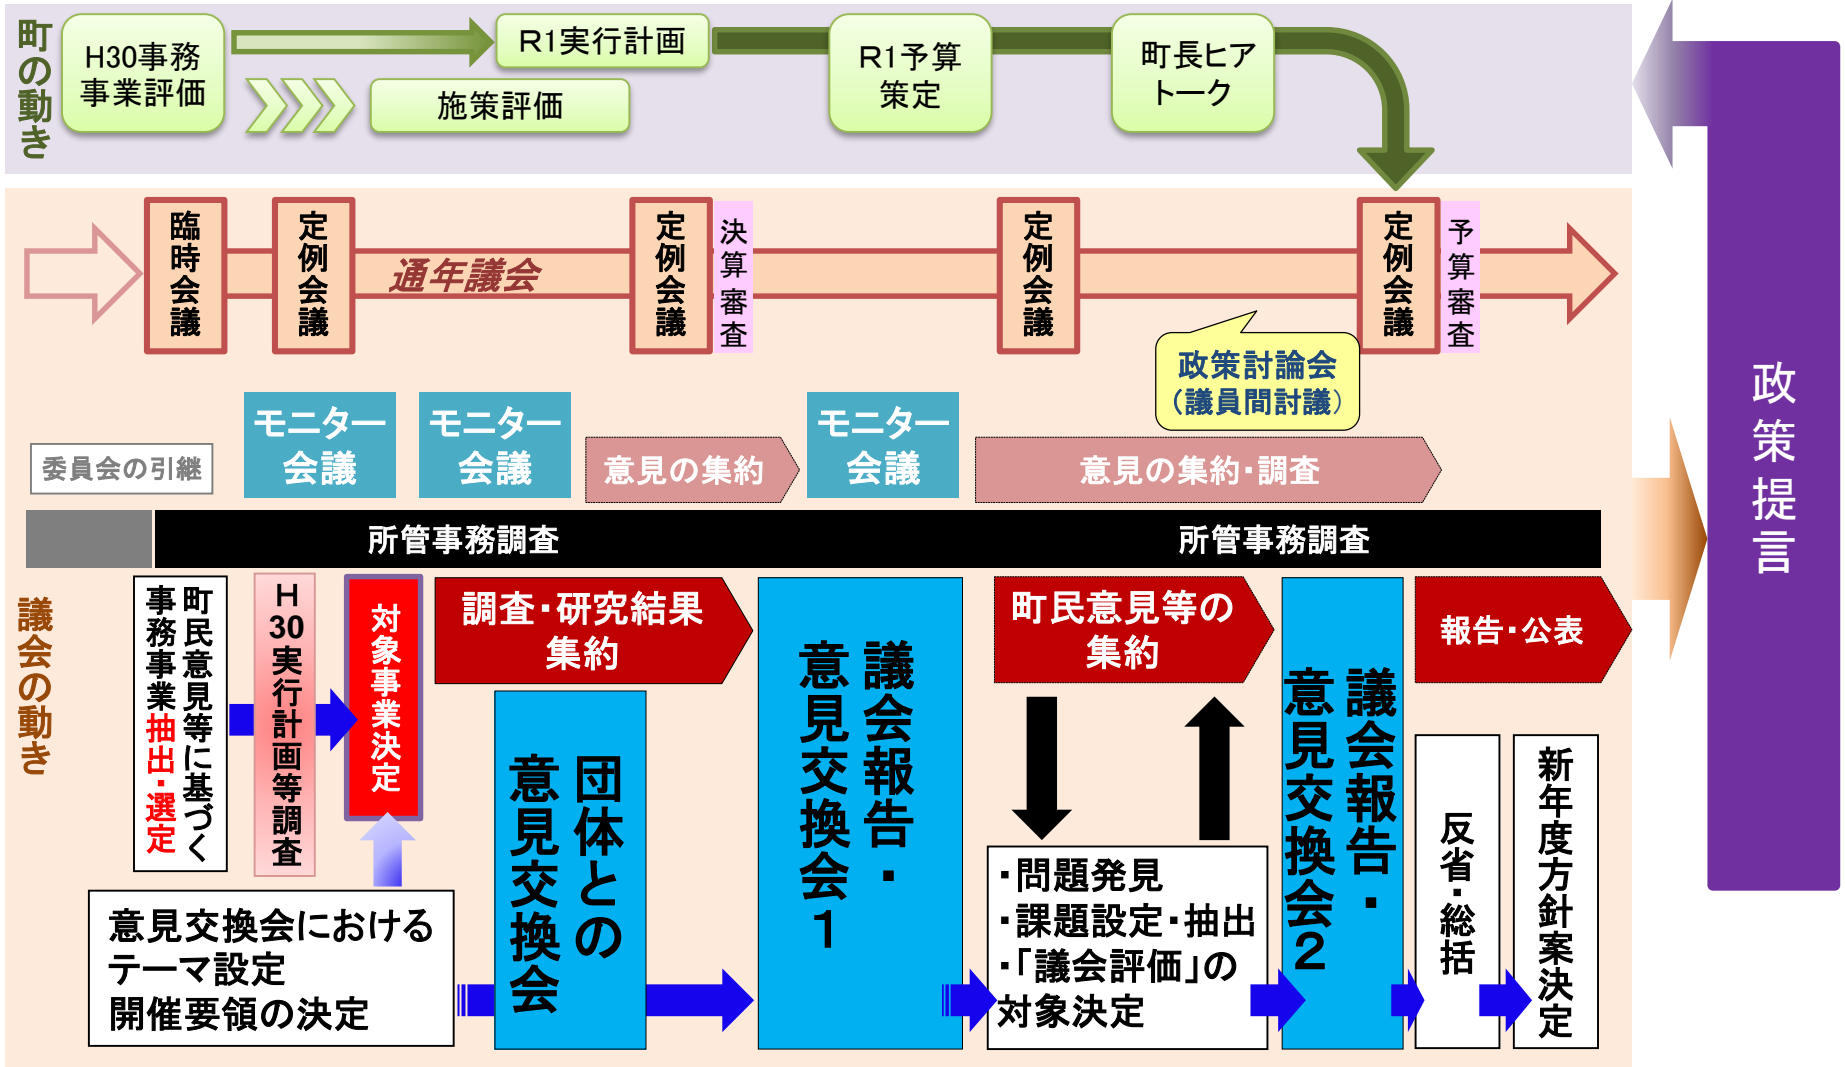 町の動き
H30事務
事業評価
R1実行計画
施策評価
R1予算
策定
町長ヒア
トーク
臨時会議
定例会議
通年議会
定例会議
決算審査
定例会議
定例会議
予算審査
政策討論会
（議員間討議）
モニター
会議
モニター
会議
意見の集約
モニター
会議
意見の集約・調査
委員会の引継
所管事務調査
所管事務調査
議会の動き
町民意見等に基づく
事務事業抽出・選定
H30実行計画等調査
対象事業決定
調査・研究結果
集約
団体との
意見交換会
議会報告・
意見交換会1
町民意見等の
集約
議会報告・
意見交換会2
報告・公表
意見交換会における
テーマ設定
開催要領の決定
・問題発見
・課題設定・抽出
・「議会評価」の
対象決定
反省・総括
新年度方針案決定
政策提言